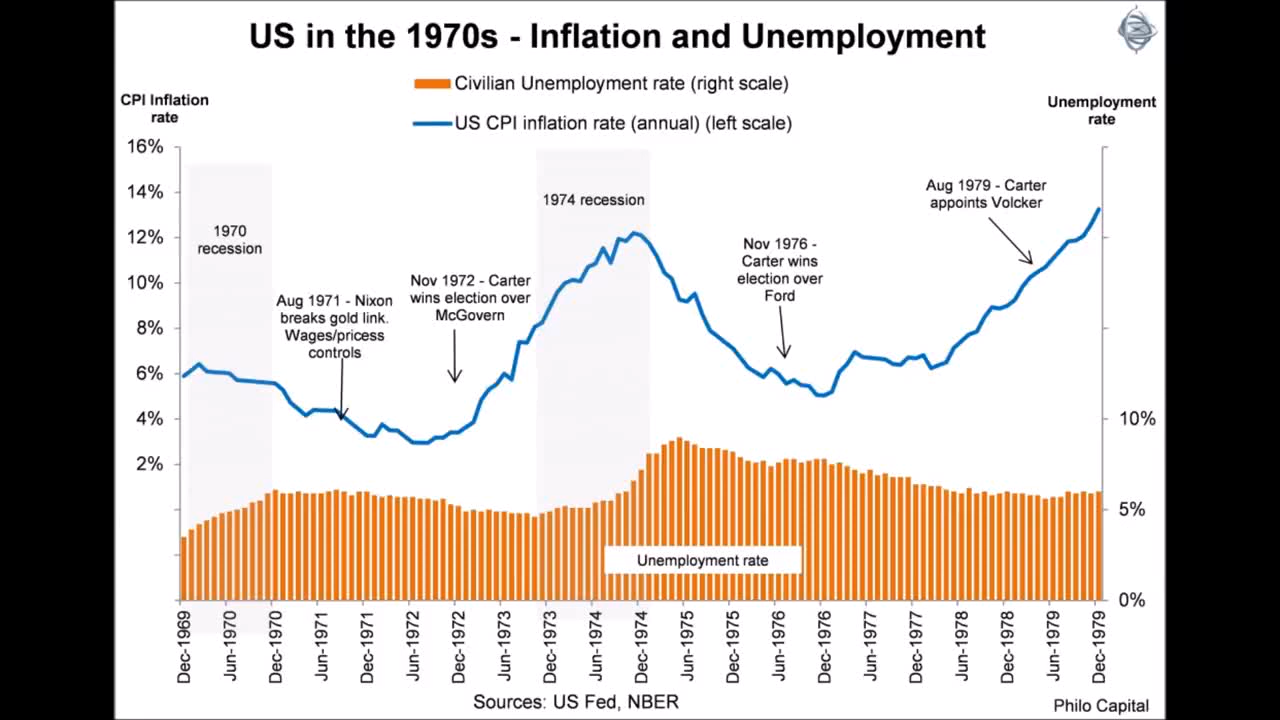 US in the 1970s - Inflation and Unemployment
Civilian Unemployment rate (right scale)
US CPI inflation rate (annual) (left scale)
CPI Inflation
rate
Unemployment
rate
16%
14%
12%
10%
8%
6%
4%
2%
10%
5%
0%
1970
recession
Aug 1971 - Nixon
breaks gold link.
Wages/pricess
controls
Nov 1972 - Carter
wins election over
McGovern
1974 recession
Nov 1976 -
Carter wins
election over
Ford
Aug 1979 - Carter
appoints Volcker
Unemployment rate
Dec-1969
Jun-1970
Dec-1970
Jun-1971
Dec-1971
Jun-1972
Dec-1972
Jun-1973
Dec-1973
Jun-1974
Dec-1974
Jun-1975
Dec-1975
Jun-1976
Dec-1976
Jun-1977
Dec-1977
Jun-1978
Dec-1978
Jun-1979
Dec-1979
Sources: US Fed, NBER
Philo Capital